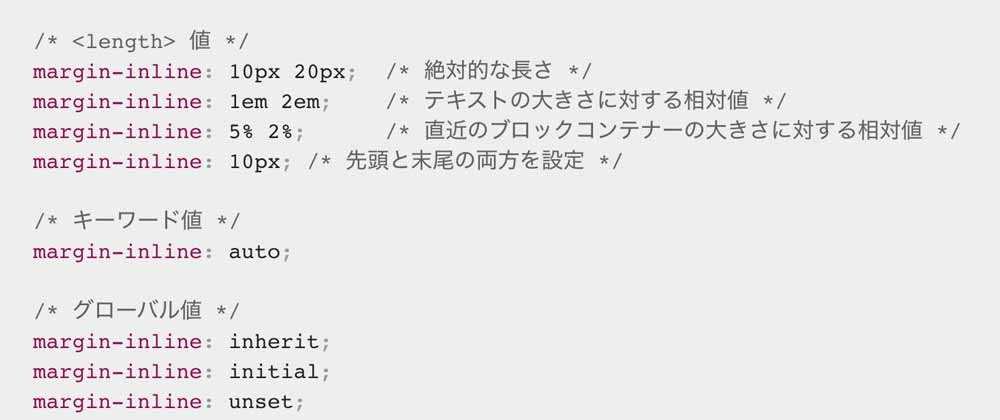 /* <length> 値 */
margin-inline: 10px 20px;  /* 絶対的な長さ */
margin-inline: 1em 2em;    /* テキストの大きさに対する相対値 */
margin-inline: 5% 2%;      /* 直近のブロックコンテナーの大きさに対する相対値 */
margin-inline: 10px; /* 先頭と末尾の両方を設定 */
/* キーワード値 */
margin-inline: auto;
/* グローバル値 */
margin-inline: inherit;
margin-inline: initial;
margin-inline: unset;